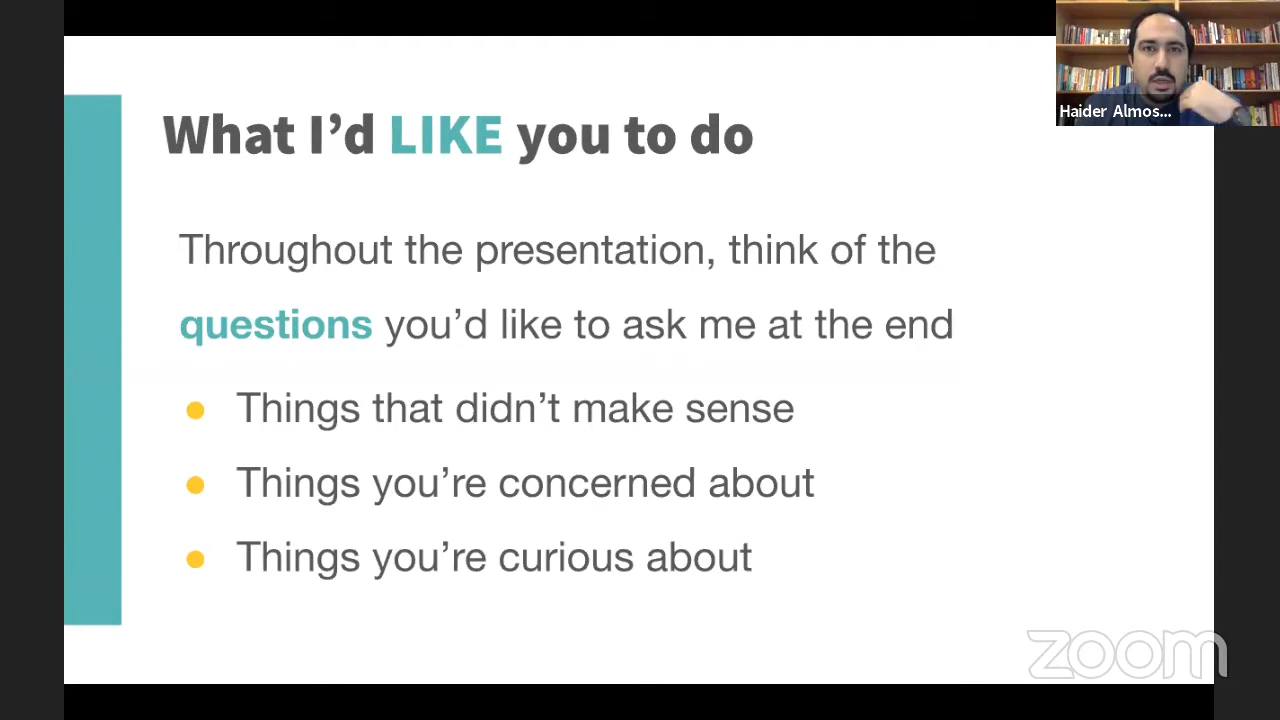 What I’d LIKE you to do
Haider Almos...
Throughout the presentation, think of the
questions you’d like to ask me at the end
● Things that didn’t make sense
● Things you’re concerned about
● Things you’re curious about
zoom